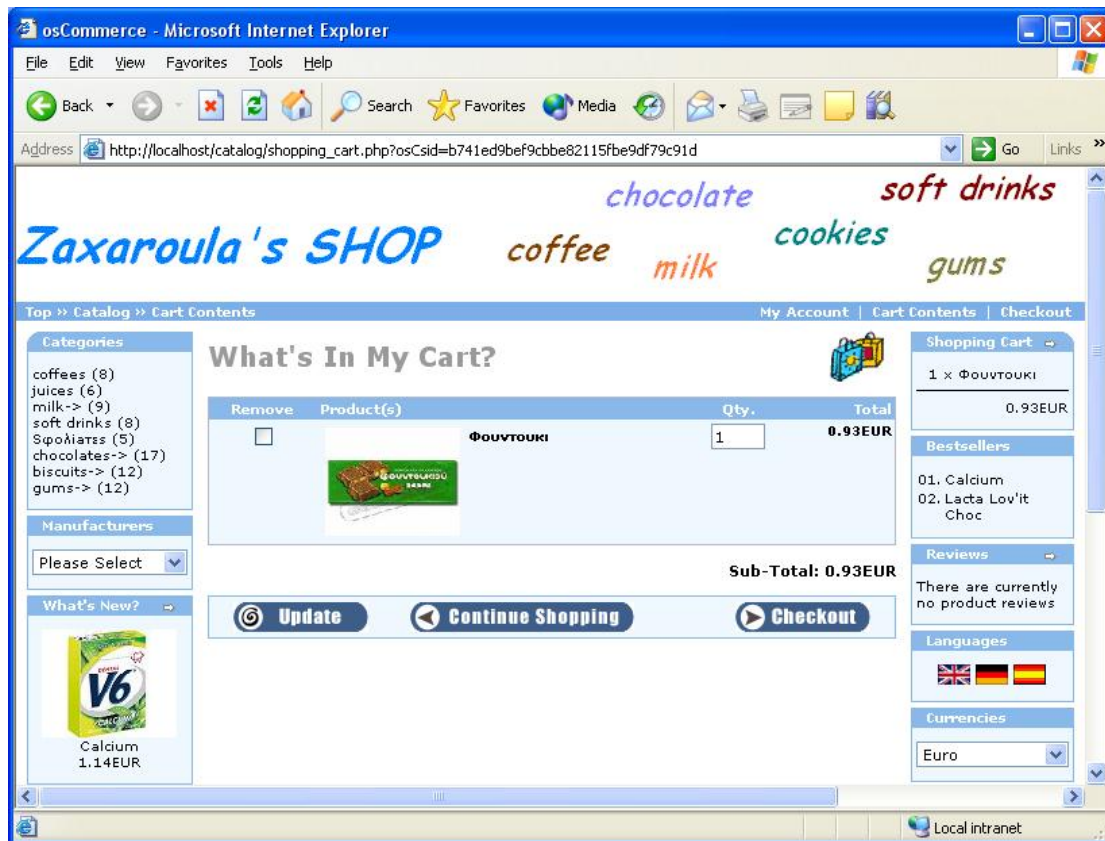 osCommerce - Microsoft Internet Explorer
File Edit View Favorites Tools Help
Back Search Favorites Media
Address http://localhost/catalog/shopping_cart.php?osCsid=b741ed9bef9cbbe82115fbe9df79c91d Go Links »
Zaxaroula's SHOP
chocolate
soft drinks
coffee
milk
cookies
gums
Top » Catalog » Cart Contents
My Account | Cart Contents | Checkout
Categories
coffees (8)
juices (6)
milk-> (9)
soft drinks (8)
Sφολιατες (5)
chocolates-> (17)
biscuits-> (12)
gums-> (12)
Manufacturers
Please Select
What's New?
V6
Calcium
1.14EUR
What's In My Cart?
Remove Product(s) Qty. Total
Φουντουκι 1 0.93EUR
Sub-Total: 0.93EUR
Update Continue Shopping Checkout
Shopping Cart
1 x Φουντουκι
0.93EUR
Bestsellers
01. Calcium
02. Lacta Lov'it
Choc
Reviews
There are currently
no product reviews
Languages
Currencies
Euro
Local intranet